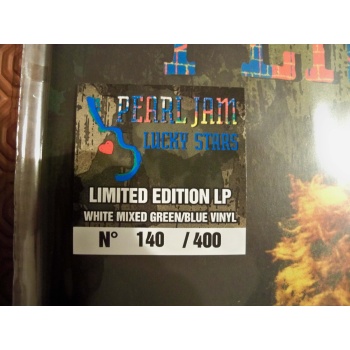 PEARL JAM
LUCKY STARS
LIMITED EDITION LP
WHITE MIXED GREEN/BLUE VINYL
N° 140 /400